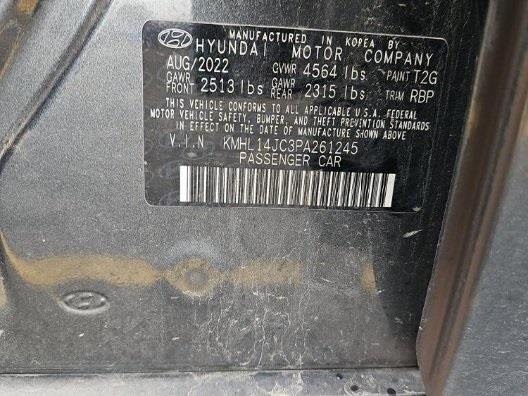 MANUFACTURED IN KOREA BY
HYUNDAI MOTOR COMPANY
AUG/2022 GVWR 4564 lbs PAINT T2G
GAWR FRONT 2513 lbs GAWR REAR 2315 lbs TRIM RBP
THIS VEHICLE CONFORMS TO ALL APPLICABLE U.S.A. FEDERAL
MOTOR VEHICLE SAFETY, BUMPER, AND THEFT PREVENTION STANDARDS
IN EFFECT ON THE DATE OF MANUFACTURE SHOWN ABOVE.
V.I.N KMHL14JC3PA261245
PASSENGER CAR